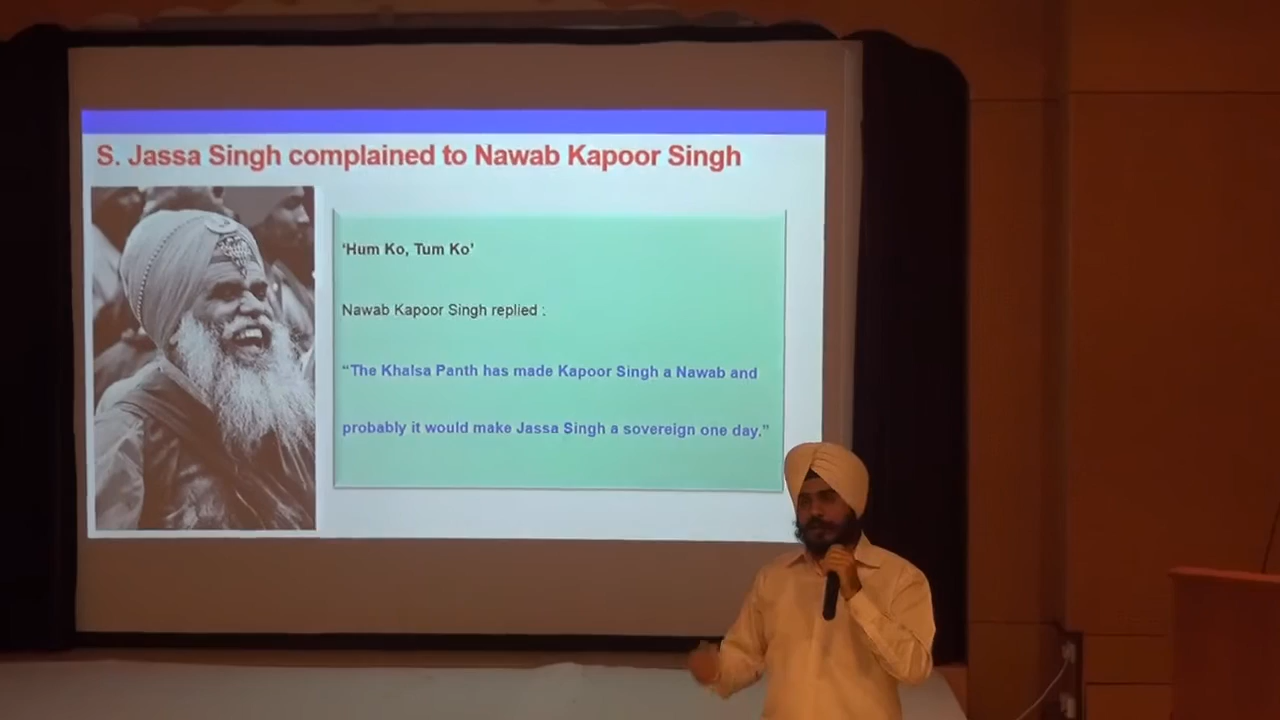 S. Jassa Singh complained to Nawab Kapoor Singh
'Hum Ko, Tum Ko'
Nawab Kapoor Singh replied :
"The Khalsa Panth has made Kapoor Singh a Nawab and
probably it would make Jassa Singh a sovereign one day."